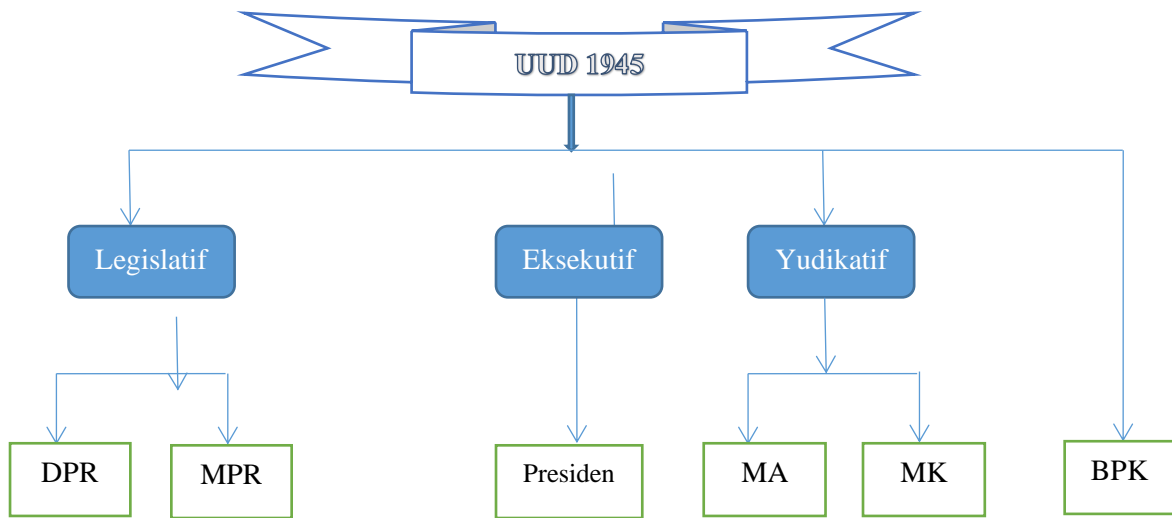 UUD 1945
Legislatif
Eksekutif
Yudikatif
DPR
MPR
Presiden
MA
MK
BPK